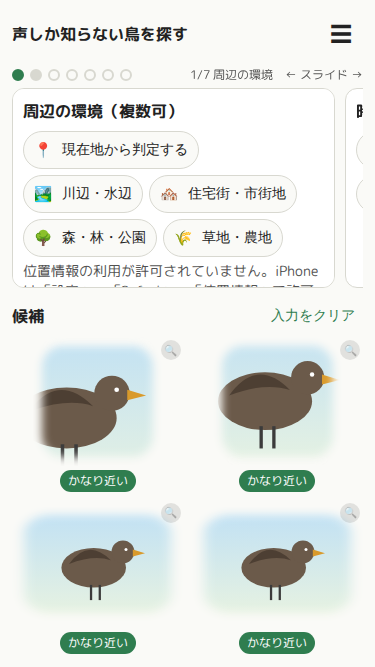 声しか知らない鳥を探す
1/7 周辺の環境 ← スライド →
周辺の環境（複数可）
現在地から判定する
川辺・水辺
住宅街・市街地
森・林・公園
草地・農地
位置情報の利用が許可されていません。iPhone
候補
入力をクリア
かなり近い
かなり近い
かなり近い
かなり近い